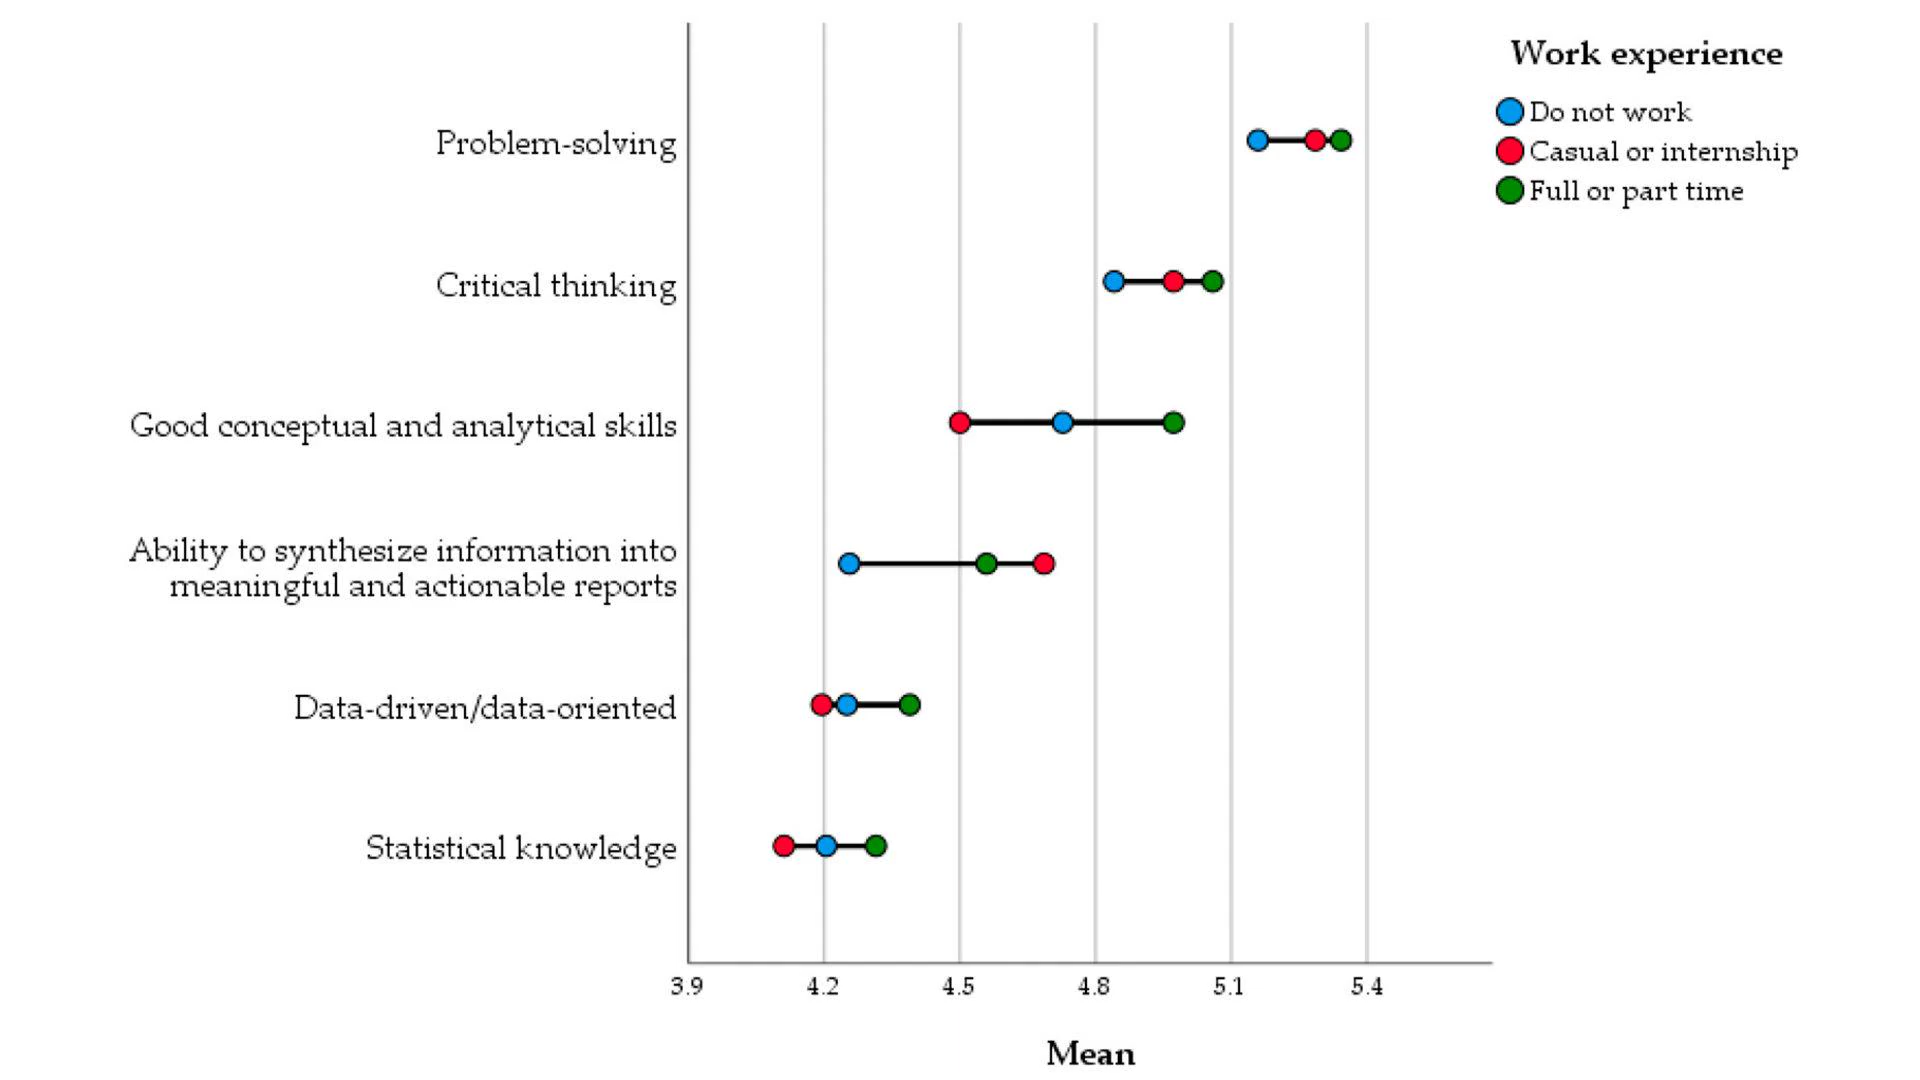 Work experience
Do not work
Casual or internship
Full or part time
Problem-solving
Critical thinking
Good conceptual and analytical skills
Ability to synthesize information into
meaningful and actionable reports
Data-driven/data-oriented
Statistical knowledge
3.9 4.2 4.5 4.8 5.1 5.4
Mean